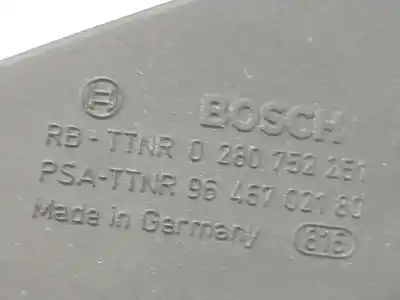 BOSCH
RB-TTNR 0 280 752 251
PSA-TTNR 96 467 021 80
Made in Germany 815